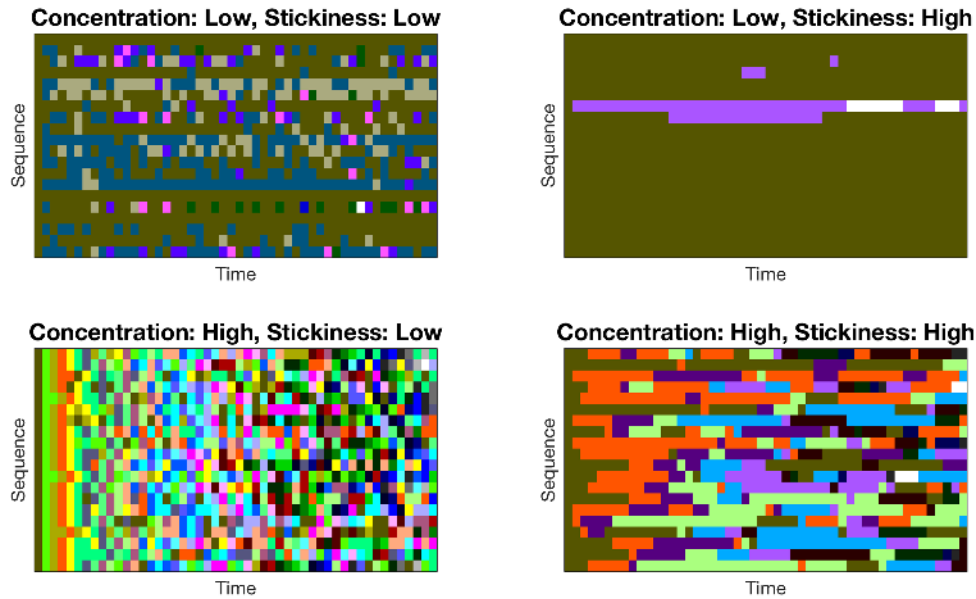 Concentration: Low, Stickiness: Low
Sequence
Time
Concentration: Low, Stickiness: High
Sequence
Time
Concentration: High, Stickiness: Low
Sequence
Time
Concentration: High, Stickiness: High
Sequence
Time